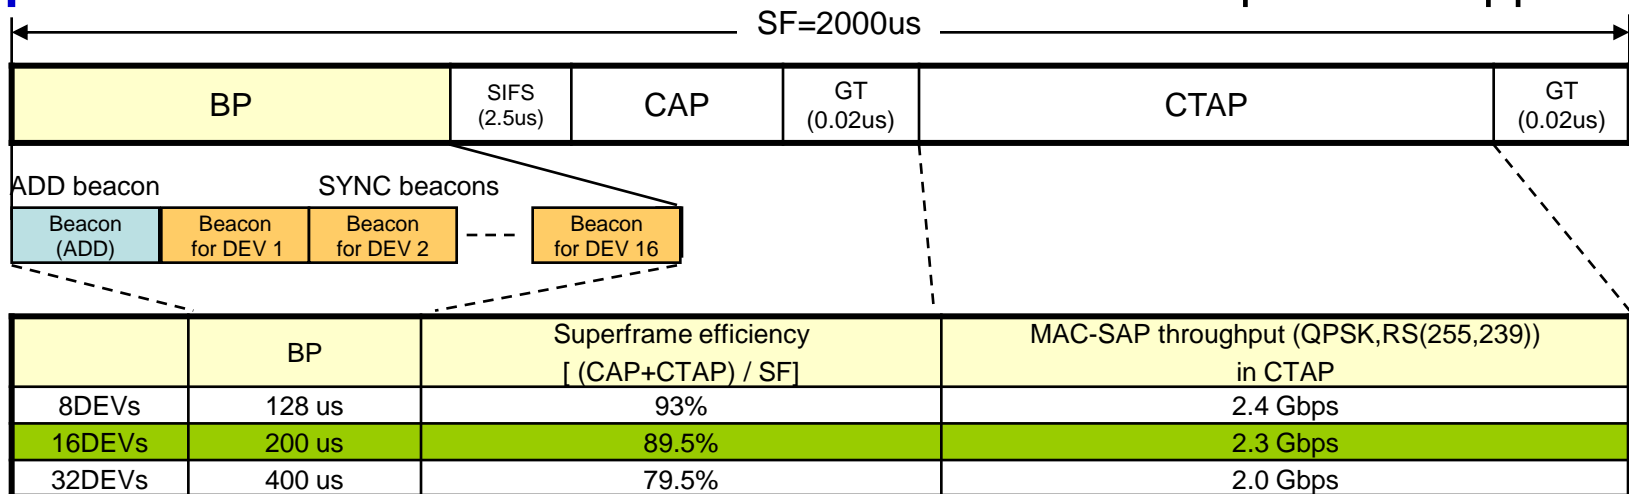 SF=2000us
BP
SIFS
(2.5us)
CAP
GT
(0.02us)
CTAP
GT
(0.02us)
ADD beacon
SYNC beacons
Beacon
(ADD)
Beacon
for DEV 1
Beacon
for DEV 2
Beacon
for DEV 16
BP
Superframe efficiency
[ (CAP+CTAP) / SF]
MAC-SAP throughput (QPSK,RS(255,239))
in CTAP
8DEVs 128 us 93% 2.4 Gbps
16DEVs 200 us 89.5% 2.3 Gbps
32DEVs 400 us 79.5% 2.0 Gbps